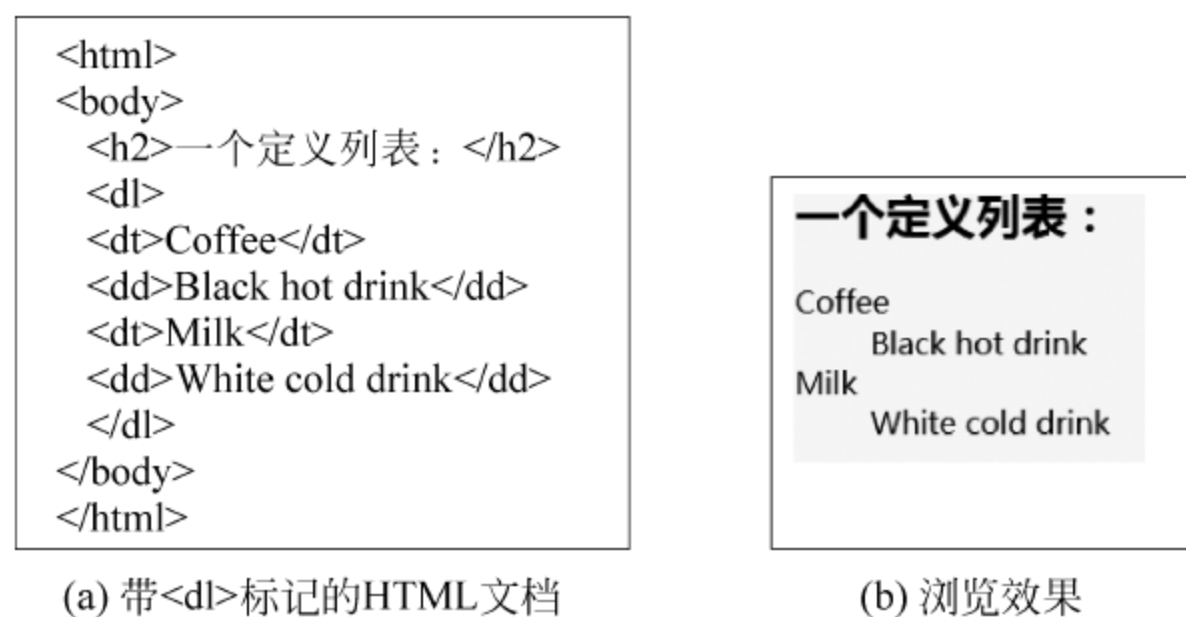 <html>
<body>
<h2>一个定义列表：</h2>
<dl>
<dt>Coffee</dt>
<dd>Black hot drink</dd>
<dt>Milk</dt>
<dd>White cold drink</dd>
</dl>
</body>
</html>
(a) 带<dl>标记的HTML文档
一个定义列表：
Coffee
Black hot drink
Milk
White cold drink
(b) 浏览效果